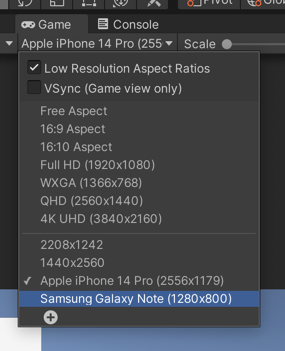 Pivot
Game
Console
Apple iPhone 14 Pro (255
Scale
Low Resolution Aspect Ratios
VSync (Game view only)
Free Aspect
16:9 Aspect
16:10 Aspect
Full HD (1920x1080)
WXGA (1366x768)
QHD (2560x1440)
4K UHD (3840x2160)
2208x1242
1440x2560
Apple iPhone 14 Pro (2556x1179)
Samsung Galaxy Note (1280x800)